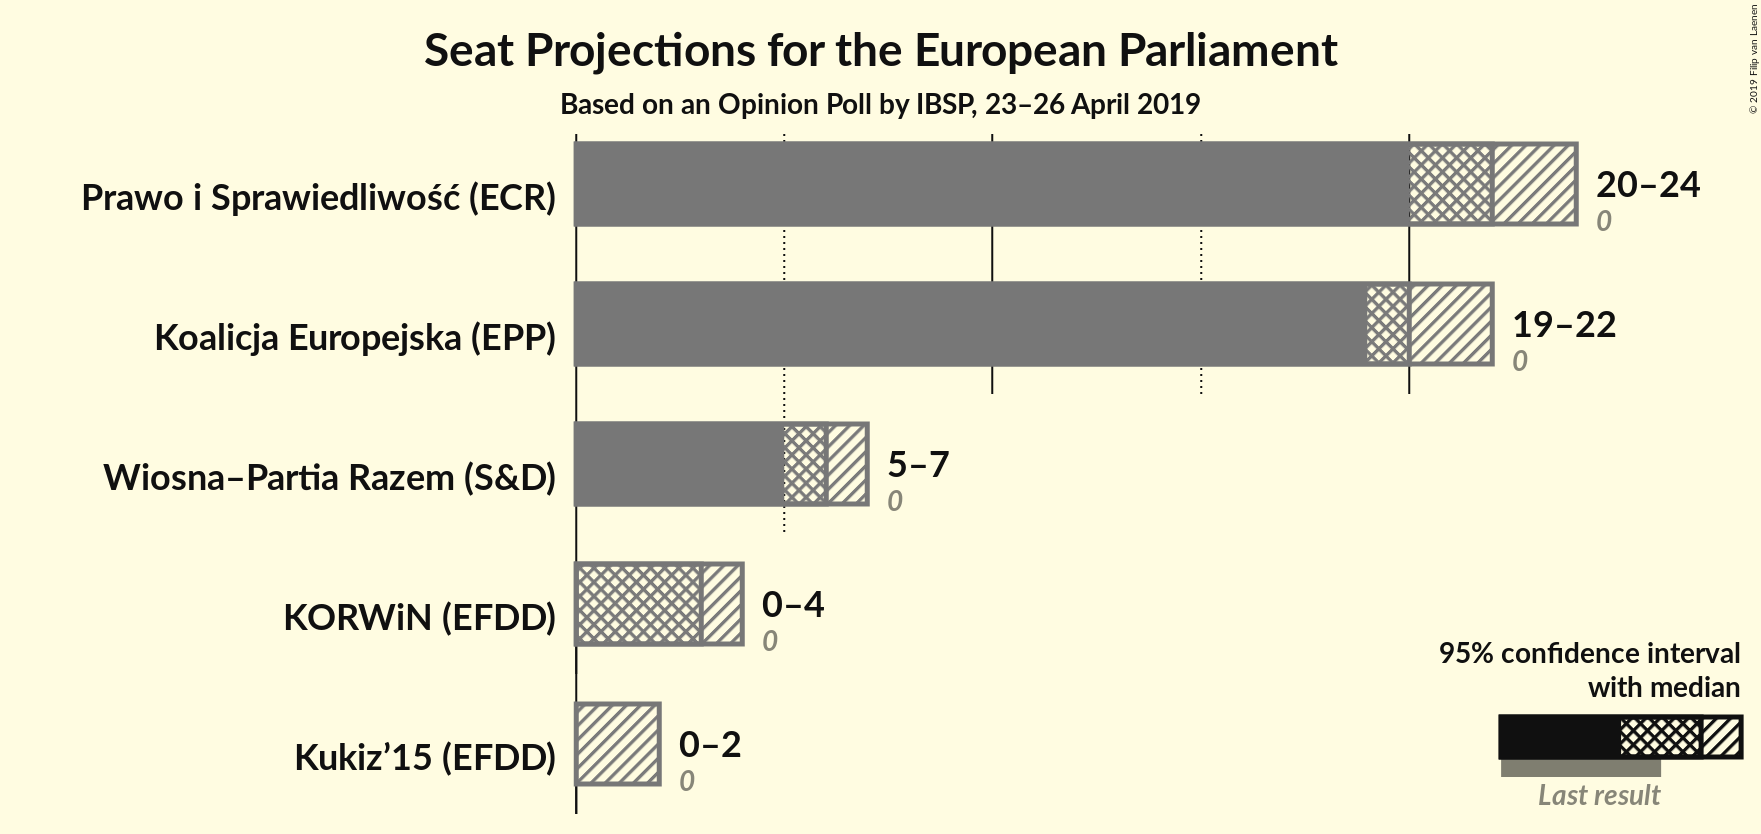 Seat Projections for the European Parliament
Based on an Opinion Poll by IBSP, 23–26 April 2019
© 2019 Filip van Laenen
Prawo i Sprawiedliwość (ECR)
20–24
0
Koalicja Europejska (EPP)
19–22
0
Wiosna–Partia Razem (S&D)
5–7
0
KORWiN (EFDD)
0–4
0
Kukiz’15 (EFDD)
0–2
0
95% confidence interval
with median
Last result